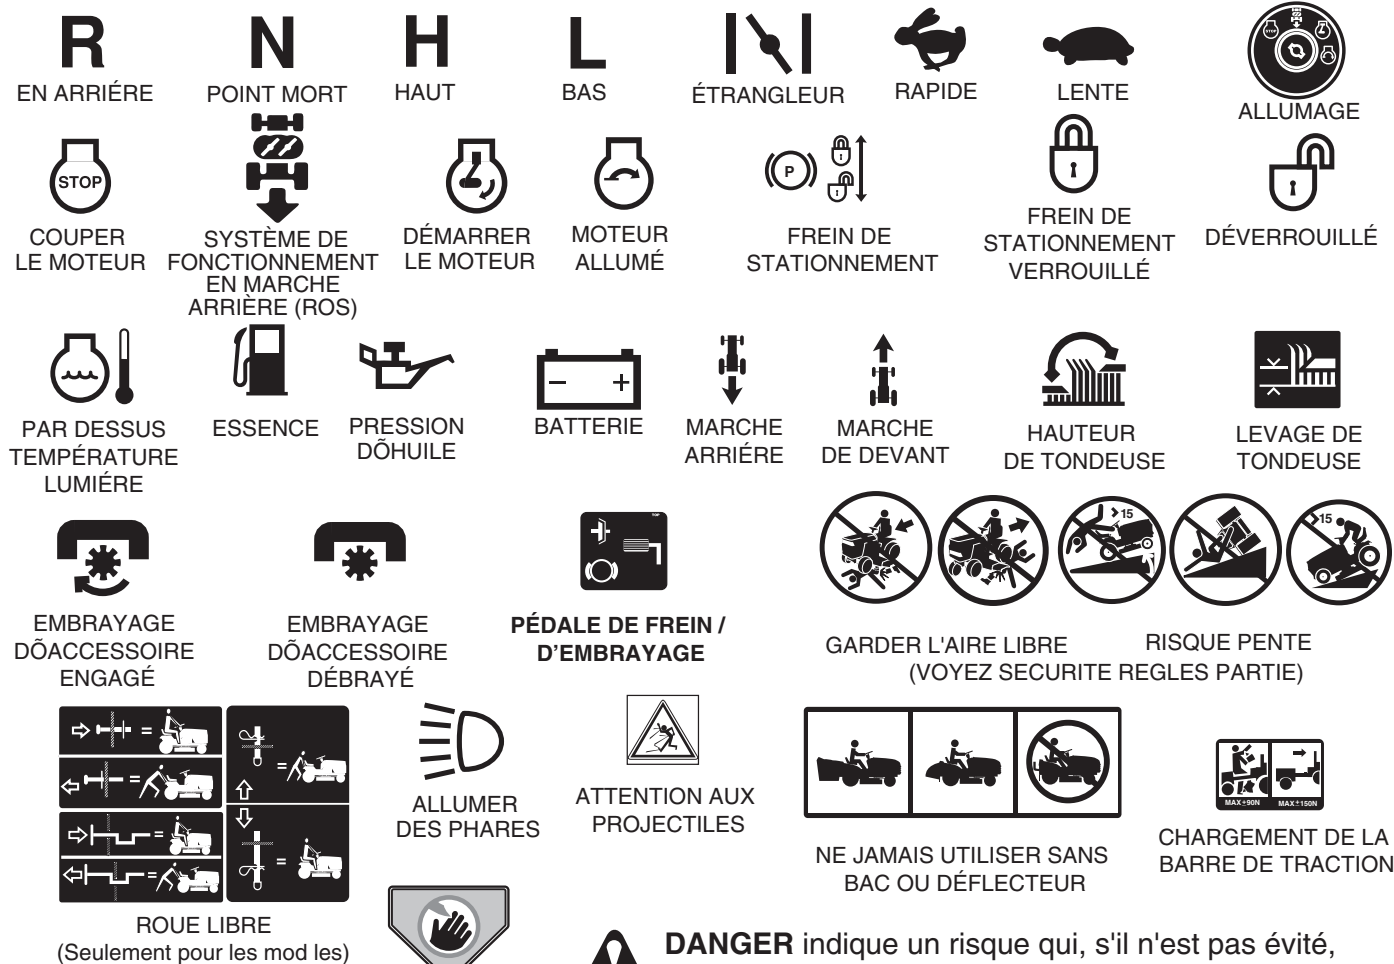 R N H L
EN ARRIÉRE POINT MORT HAUT BAS ÉTRANGLEUR RAPIDE LENTE
ALLUMAGE
STOP
P
COUPER
LE MOTEUR
SYSTÈME DE
FONCTIONNEMENT
EN MARCHE
ARRIÈRE (ROS)
DÉMARRER
LE MOTEUR
MOTEUR
ALLUMÉ
FREIN DE
STATIONNEMENT
FREIN DE
STATIONNEMENT
VERROUILLÉ
DÉVERROUILLÉ
PAR DESSUS
TEMPÉRATURE
LUMIÉRE
ESSENCE
PRESSION
DÕHUILE
BATTERIE
MARCHE
ARRIÉRE
MARCHE
DE DEVANT
HAUTEUR
DE TONDEUSE
LEVAGE DE
TONDEUSE
15
15
EMBRAYAGE
DÕACCESSOIRE
ENGAGÉ
EMBRAYAGE
DÕACCESSOIRE
DÉBRAYÉ
PÉDALE DE FREIN /
D'EMBRAYAGE
GARDER L'AIRE LIBRE RISQUE PENTE
(VOYEZ SECURITE REGLES PARTIE)
ROUE LIBRE
(Seulement pour les mod les)
ALLUMER
DES PHARES
ATTENTION AUX
PROJECTILES
NE JAMAIS UTILISER SANS
BAC OU DÉFLECTEUR
MAX±90N MAX±150N
CHARGEMENT DE LA
BARRE DE TRACTION
DANGER indique un risque qui, s'il n'est pas évité,